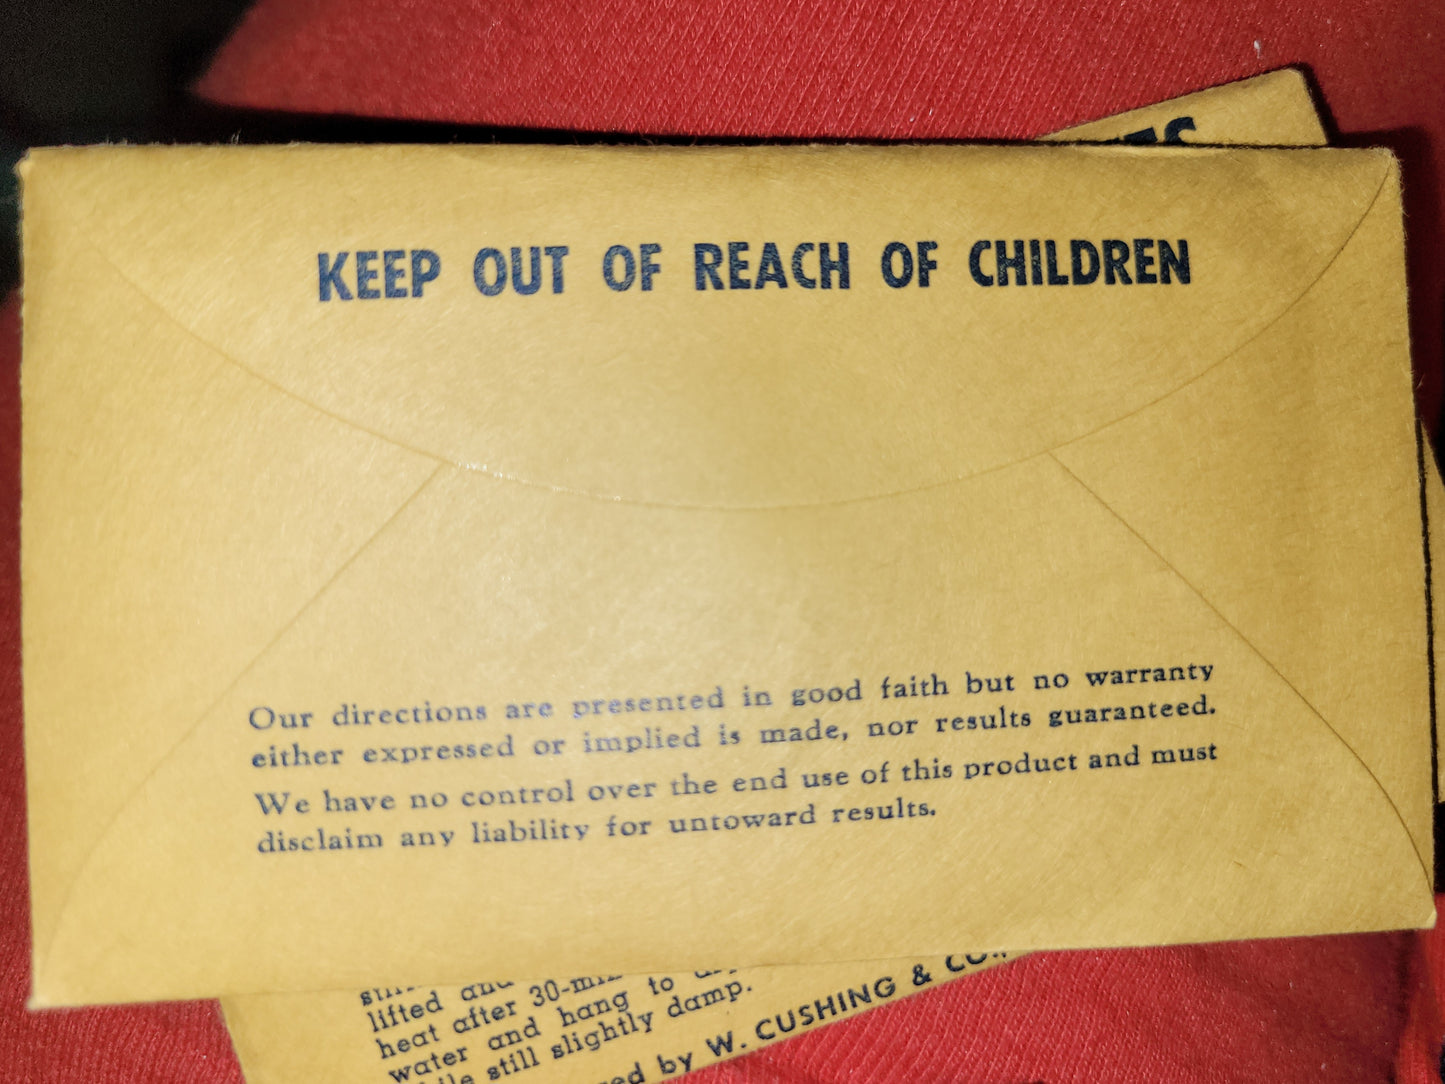 KEEP OUT OF REACH OF CHILDREN
Our directions are presented in good faith but no warranty
either expressed or implied is made, nor results guaranteed.
We have no control over the end use of this product and must
disclaim any liability for untoward results.
lifted and
heat after 30-min
water and hang to
still slightly damp.
by W. CUSHING & CO.,